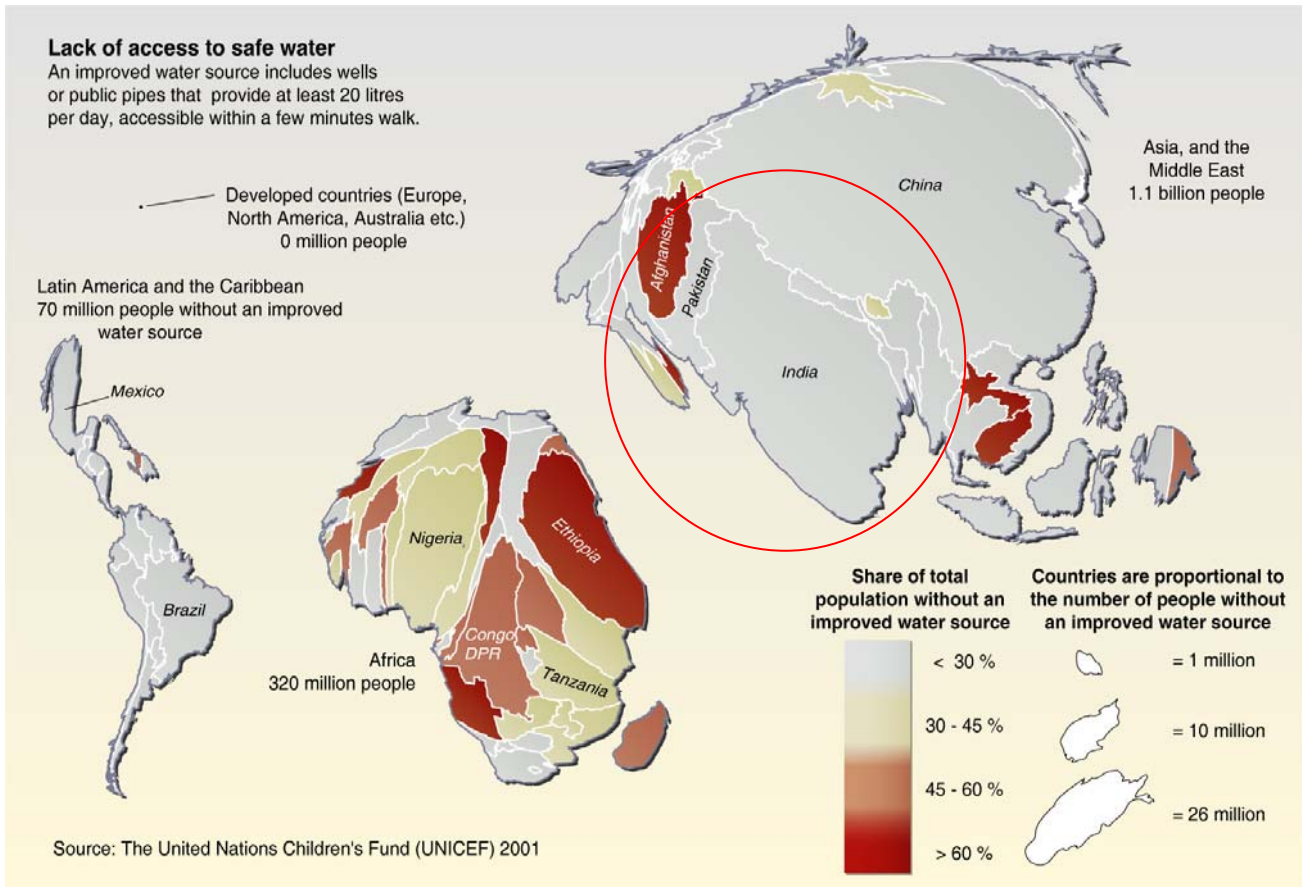 Lack of access to safe water
An improved water source includes wells
or public pipes that provide at least 20 litres
per day, accessible within a few minutes walk.
Developed countries (Europe,
North America, Australia etc.)
0 million people
Latin America and the Caribbean
70 million people without an improved
water source
Mexico
Brazil
Africa
320 million people
Nigeria
Ethiopia
Congo
DPR
Tanzania
Asia, and the
Middle East
1.1 billion people
China
Afghanistan
Pakistan
India
Share of total
population without an
improved water source
< 30 %
30 - 45 %
45 - 60 %
> 60 %
Countries are proportional to
the number of people without
an improved water source
= 1 million
= 10 million
= 26 million
Source: The United Nations Children's Fund (UNICEF) 2001